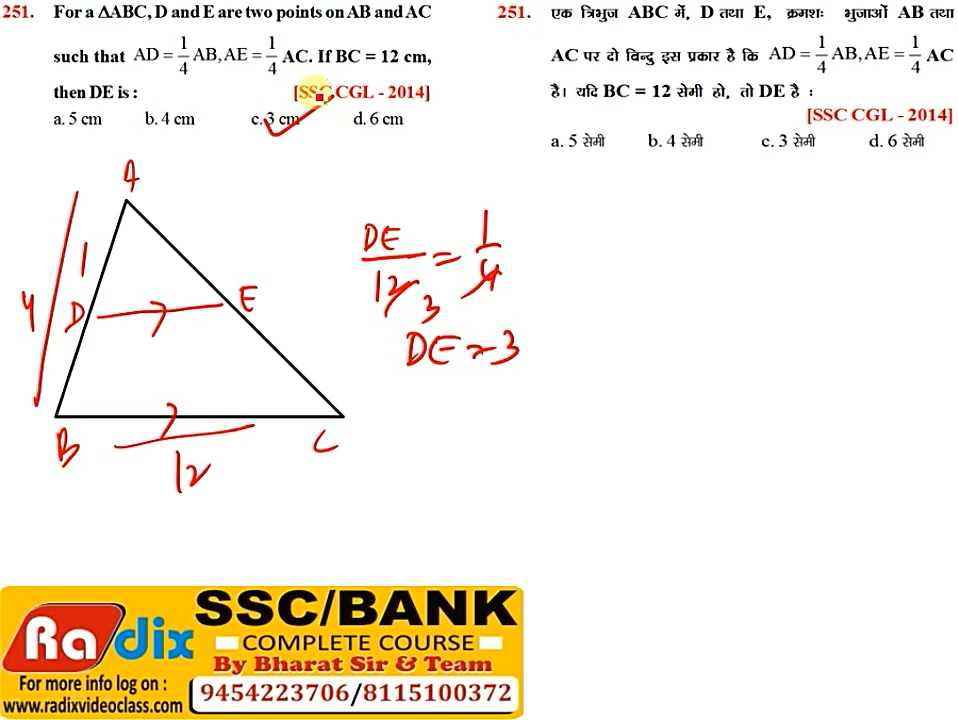 251. For a ΔABC, D and E are two points on AB and AC
such that AD = 1/4 AB, AE = 1/4 AC. If BC = 12 cm,
then DE is : [SSC CGL - 2014]
a. 5 cm b. 4 cm c. 3 cm d. 6 cm
251. एक त्रिभुज ABC में, D तथा E, क्रमशः भुजाओं AB तथा
AC पर दो बिन्दु इस प्रकार है कि AD = 1/4 AB, AE = 1/4 AC
है। यदि BC = 12 सेमी हो, तो DE है :
[SSC CGL - 2014]
a. 5 सेमी b. 4 सेमी c. 3 सेमी d. 6 सेमी
A
1
4
D
E
B
C
12
DE/12 = 1/4
3
DE = 3
Radix
For more info log on :
www.radixvideoclass.com
SSC/BANK
COMPLETE COURSE
By Bharat Sir & Team
9454223706/8115100372